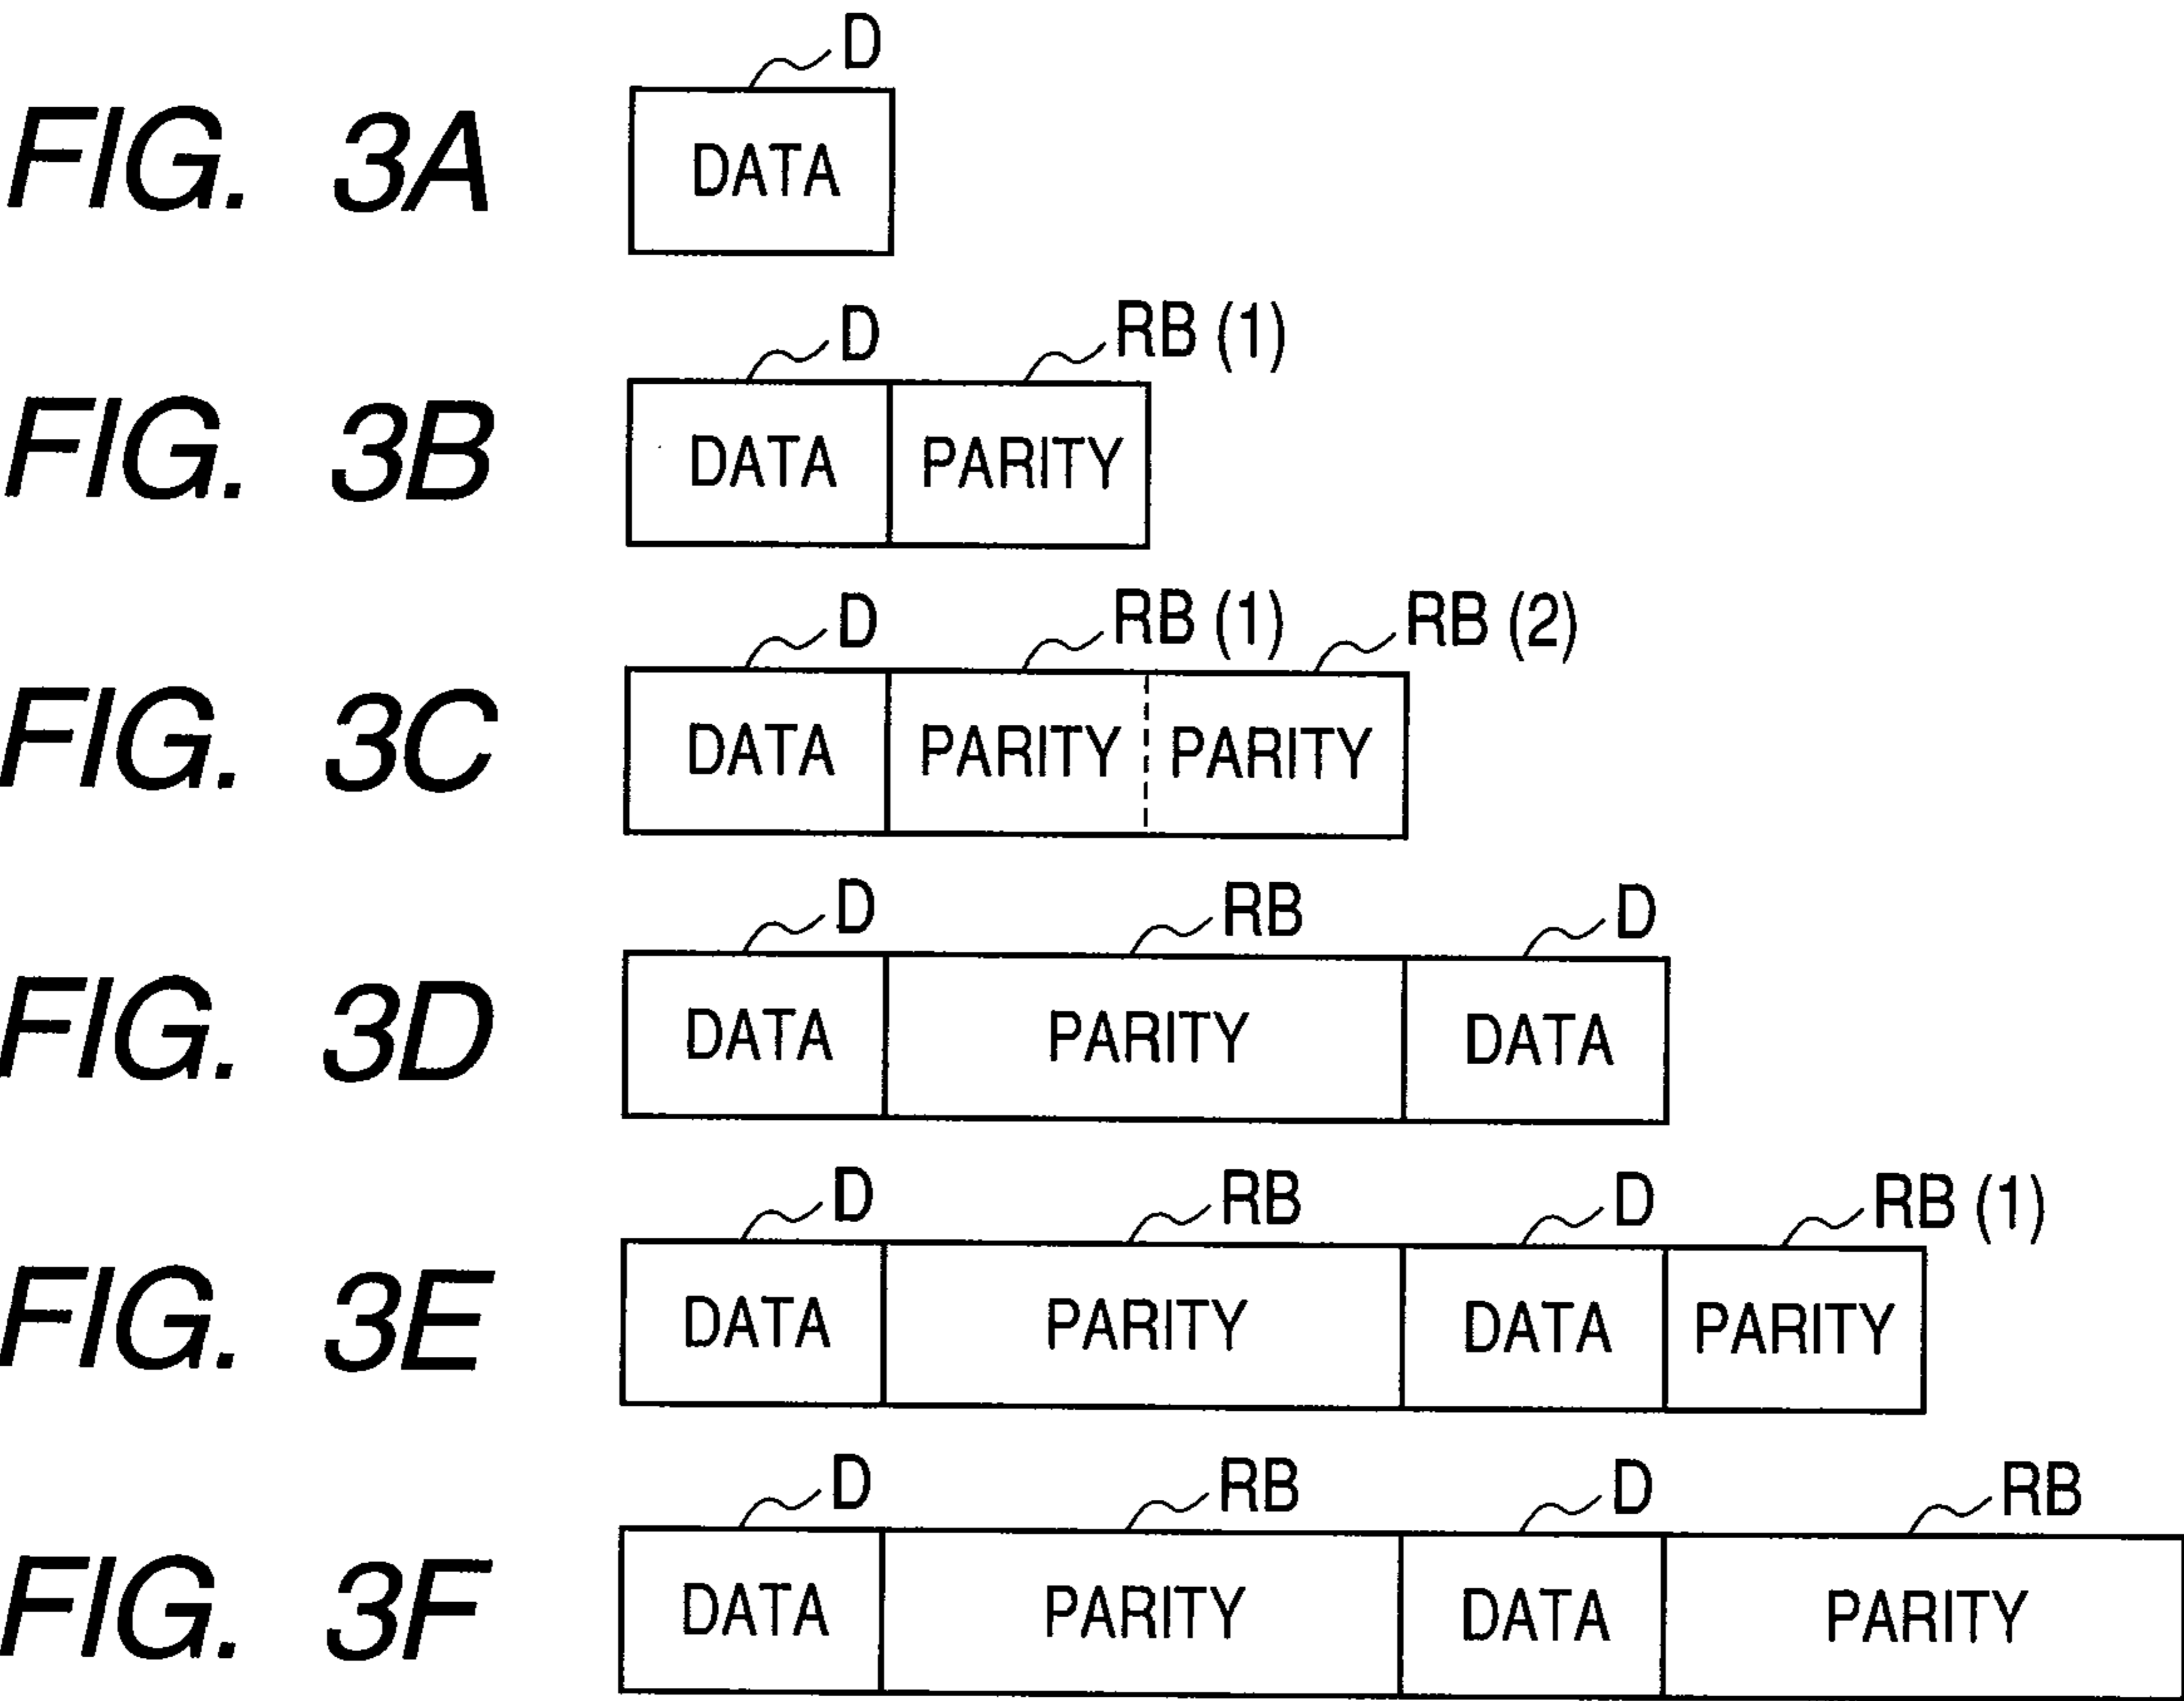 D
FIG. 3A DATA
D RB (1)
FIG. 3B DATA PARITY
D RB (1) RB (2)
FIG. 3C DATA PARITY PARITY
D RB D
FIG. 3D DATA PARITY DATA
D RB D RB (1)
FIG. 3E DATA PARITY DATA PARITY
D RB D RB
FIG. 3F DATA PARITY DATA PARITY